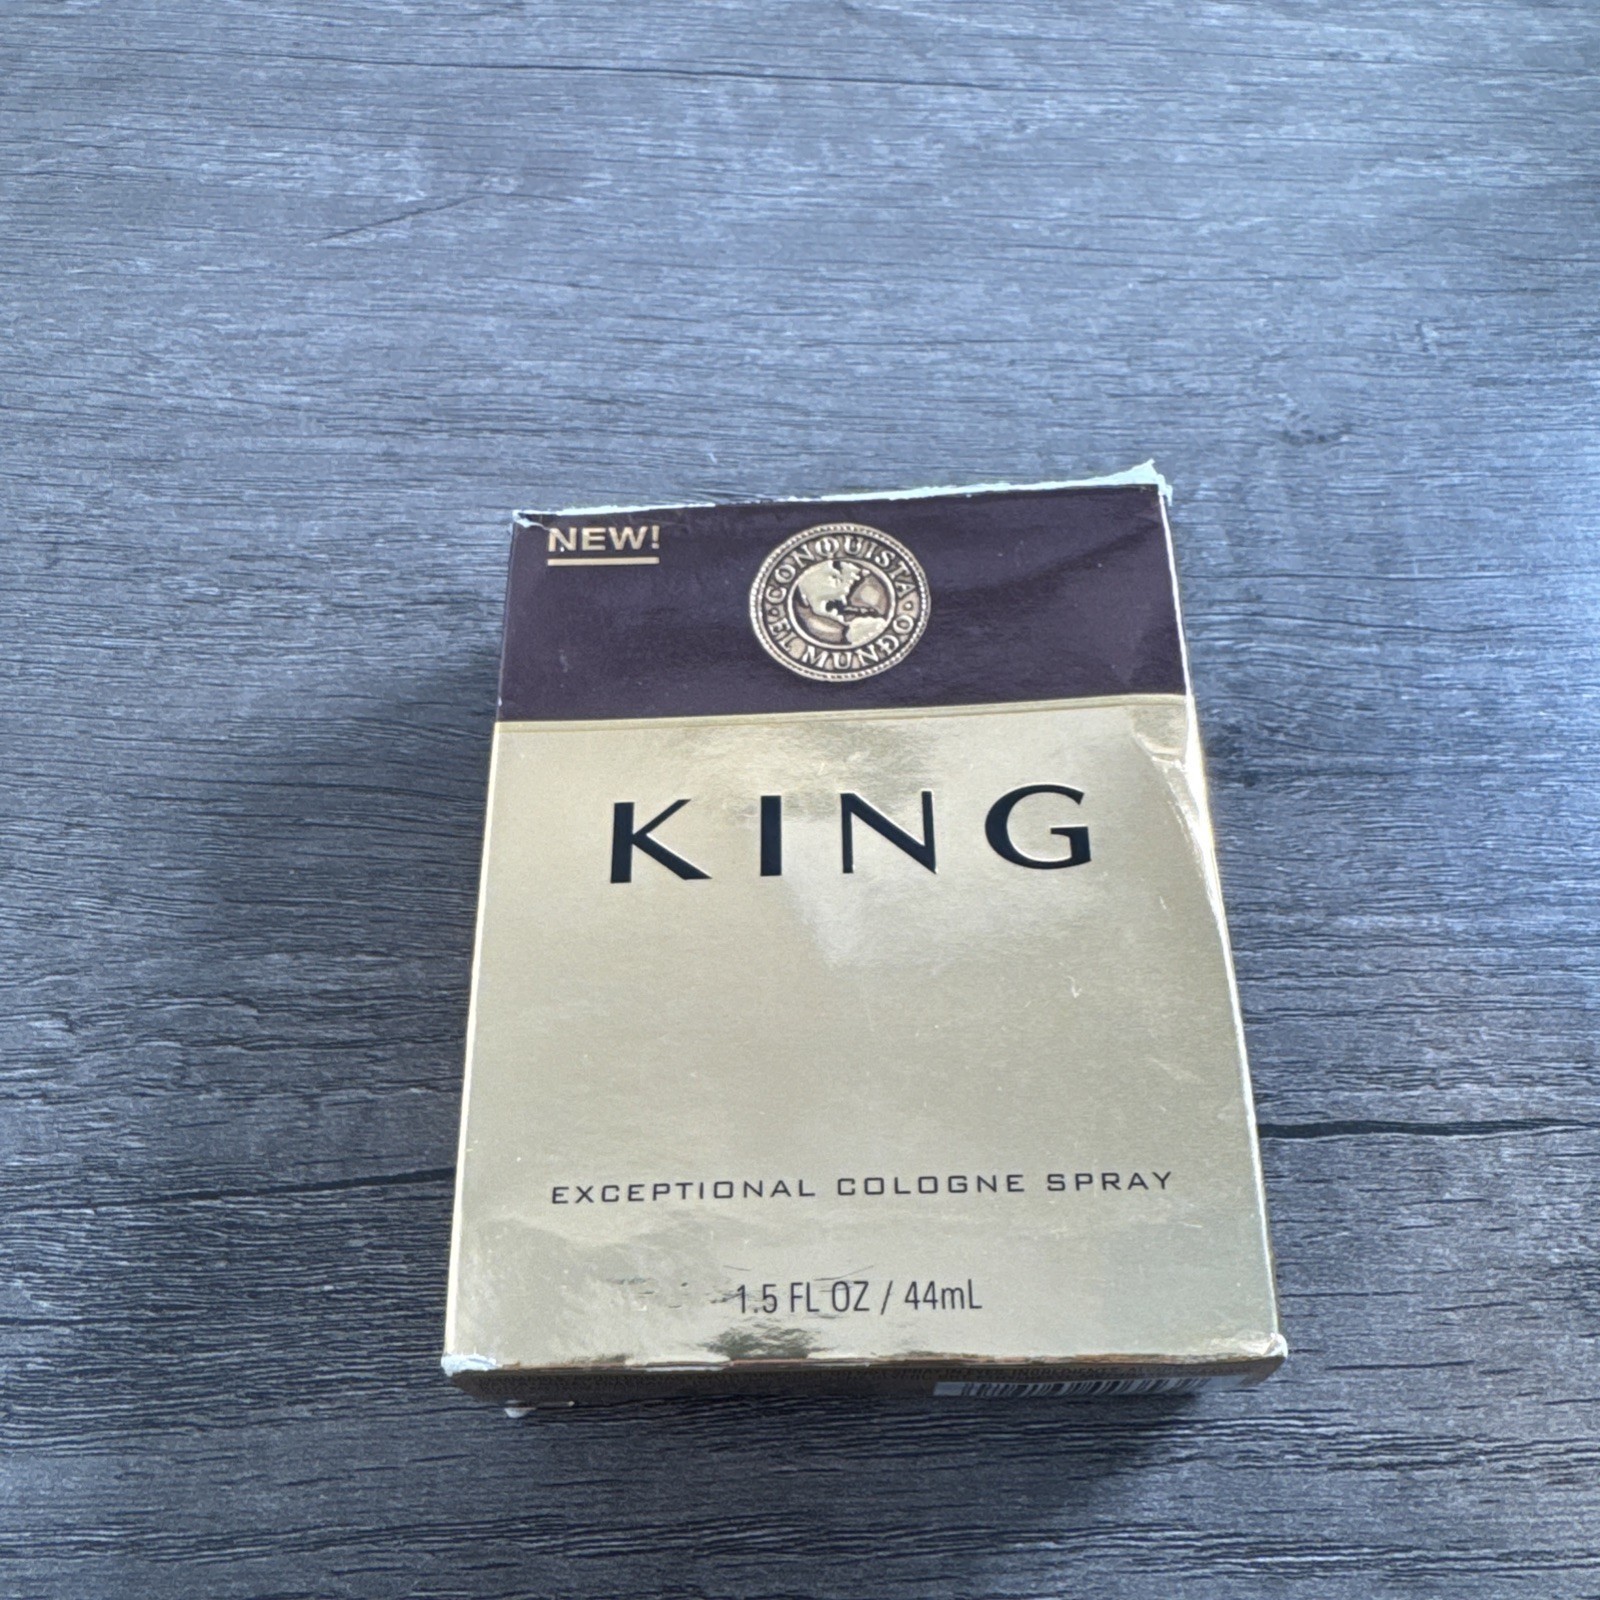 NEW!
CONQUISTA
EL MUNDO
KING
EXCEPTIONAL COLOGNE SPRAY
1.5 FL OZ / 44mL